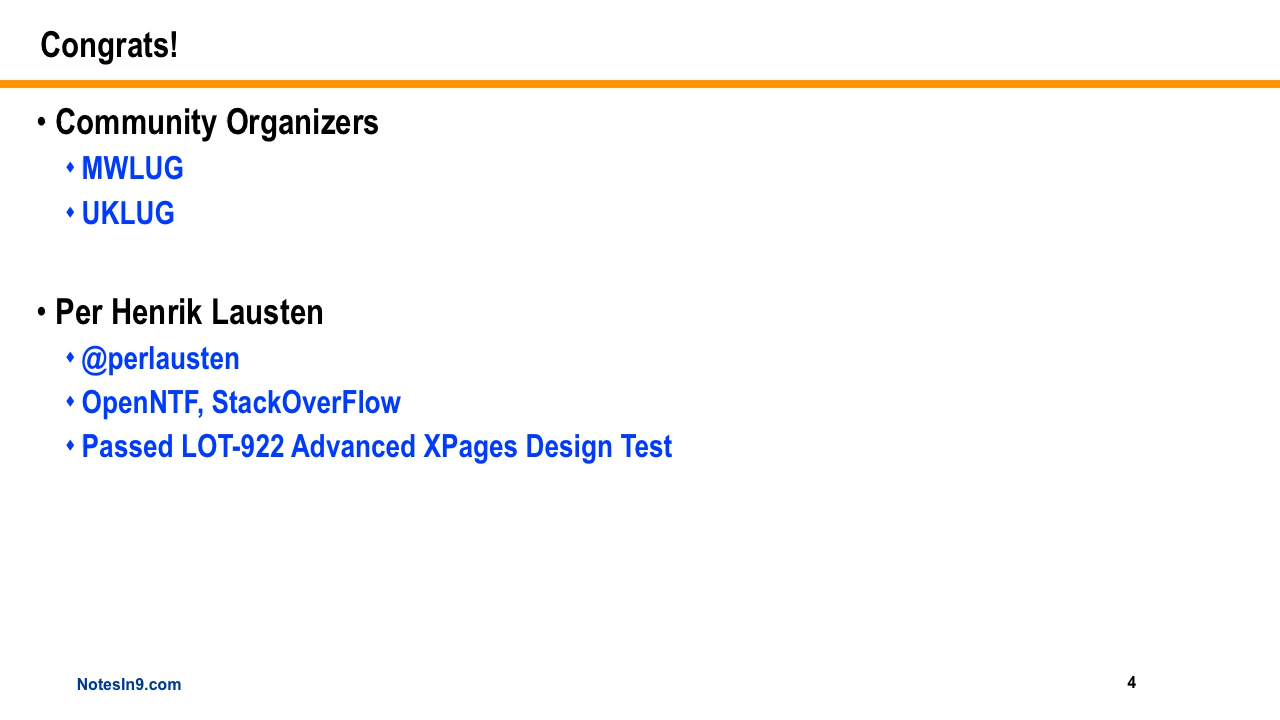 Congrats!
• Community Organizers
♦ MWLUG
♦ UKLUG
• Per Henrik Lausten
♦ @perlausten
♦ OpenNTF, StackOverFlow
♦ Passed LOT-922 Advanced XPages Design Test
NotesIn9.com
4